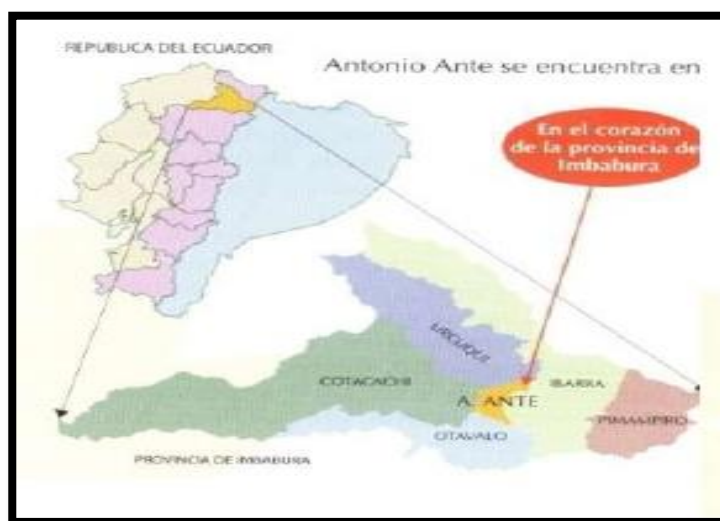 REPUBLICA DEL ECUADOR
Antonio Ante se encuentra en
En el corazón
de la provincia de
Imbabura
URCUQUI
COTACACHI
IBARRA
A. ANTE
PIMAMPIRO
OTAVALO
PROVINCIA DE IMBABURA